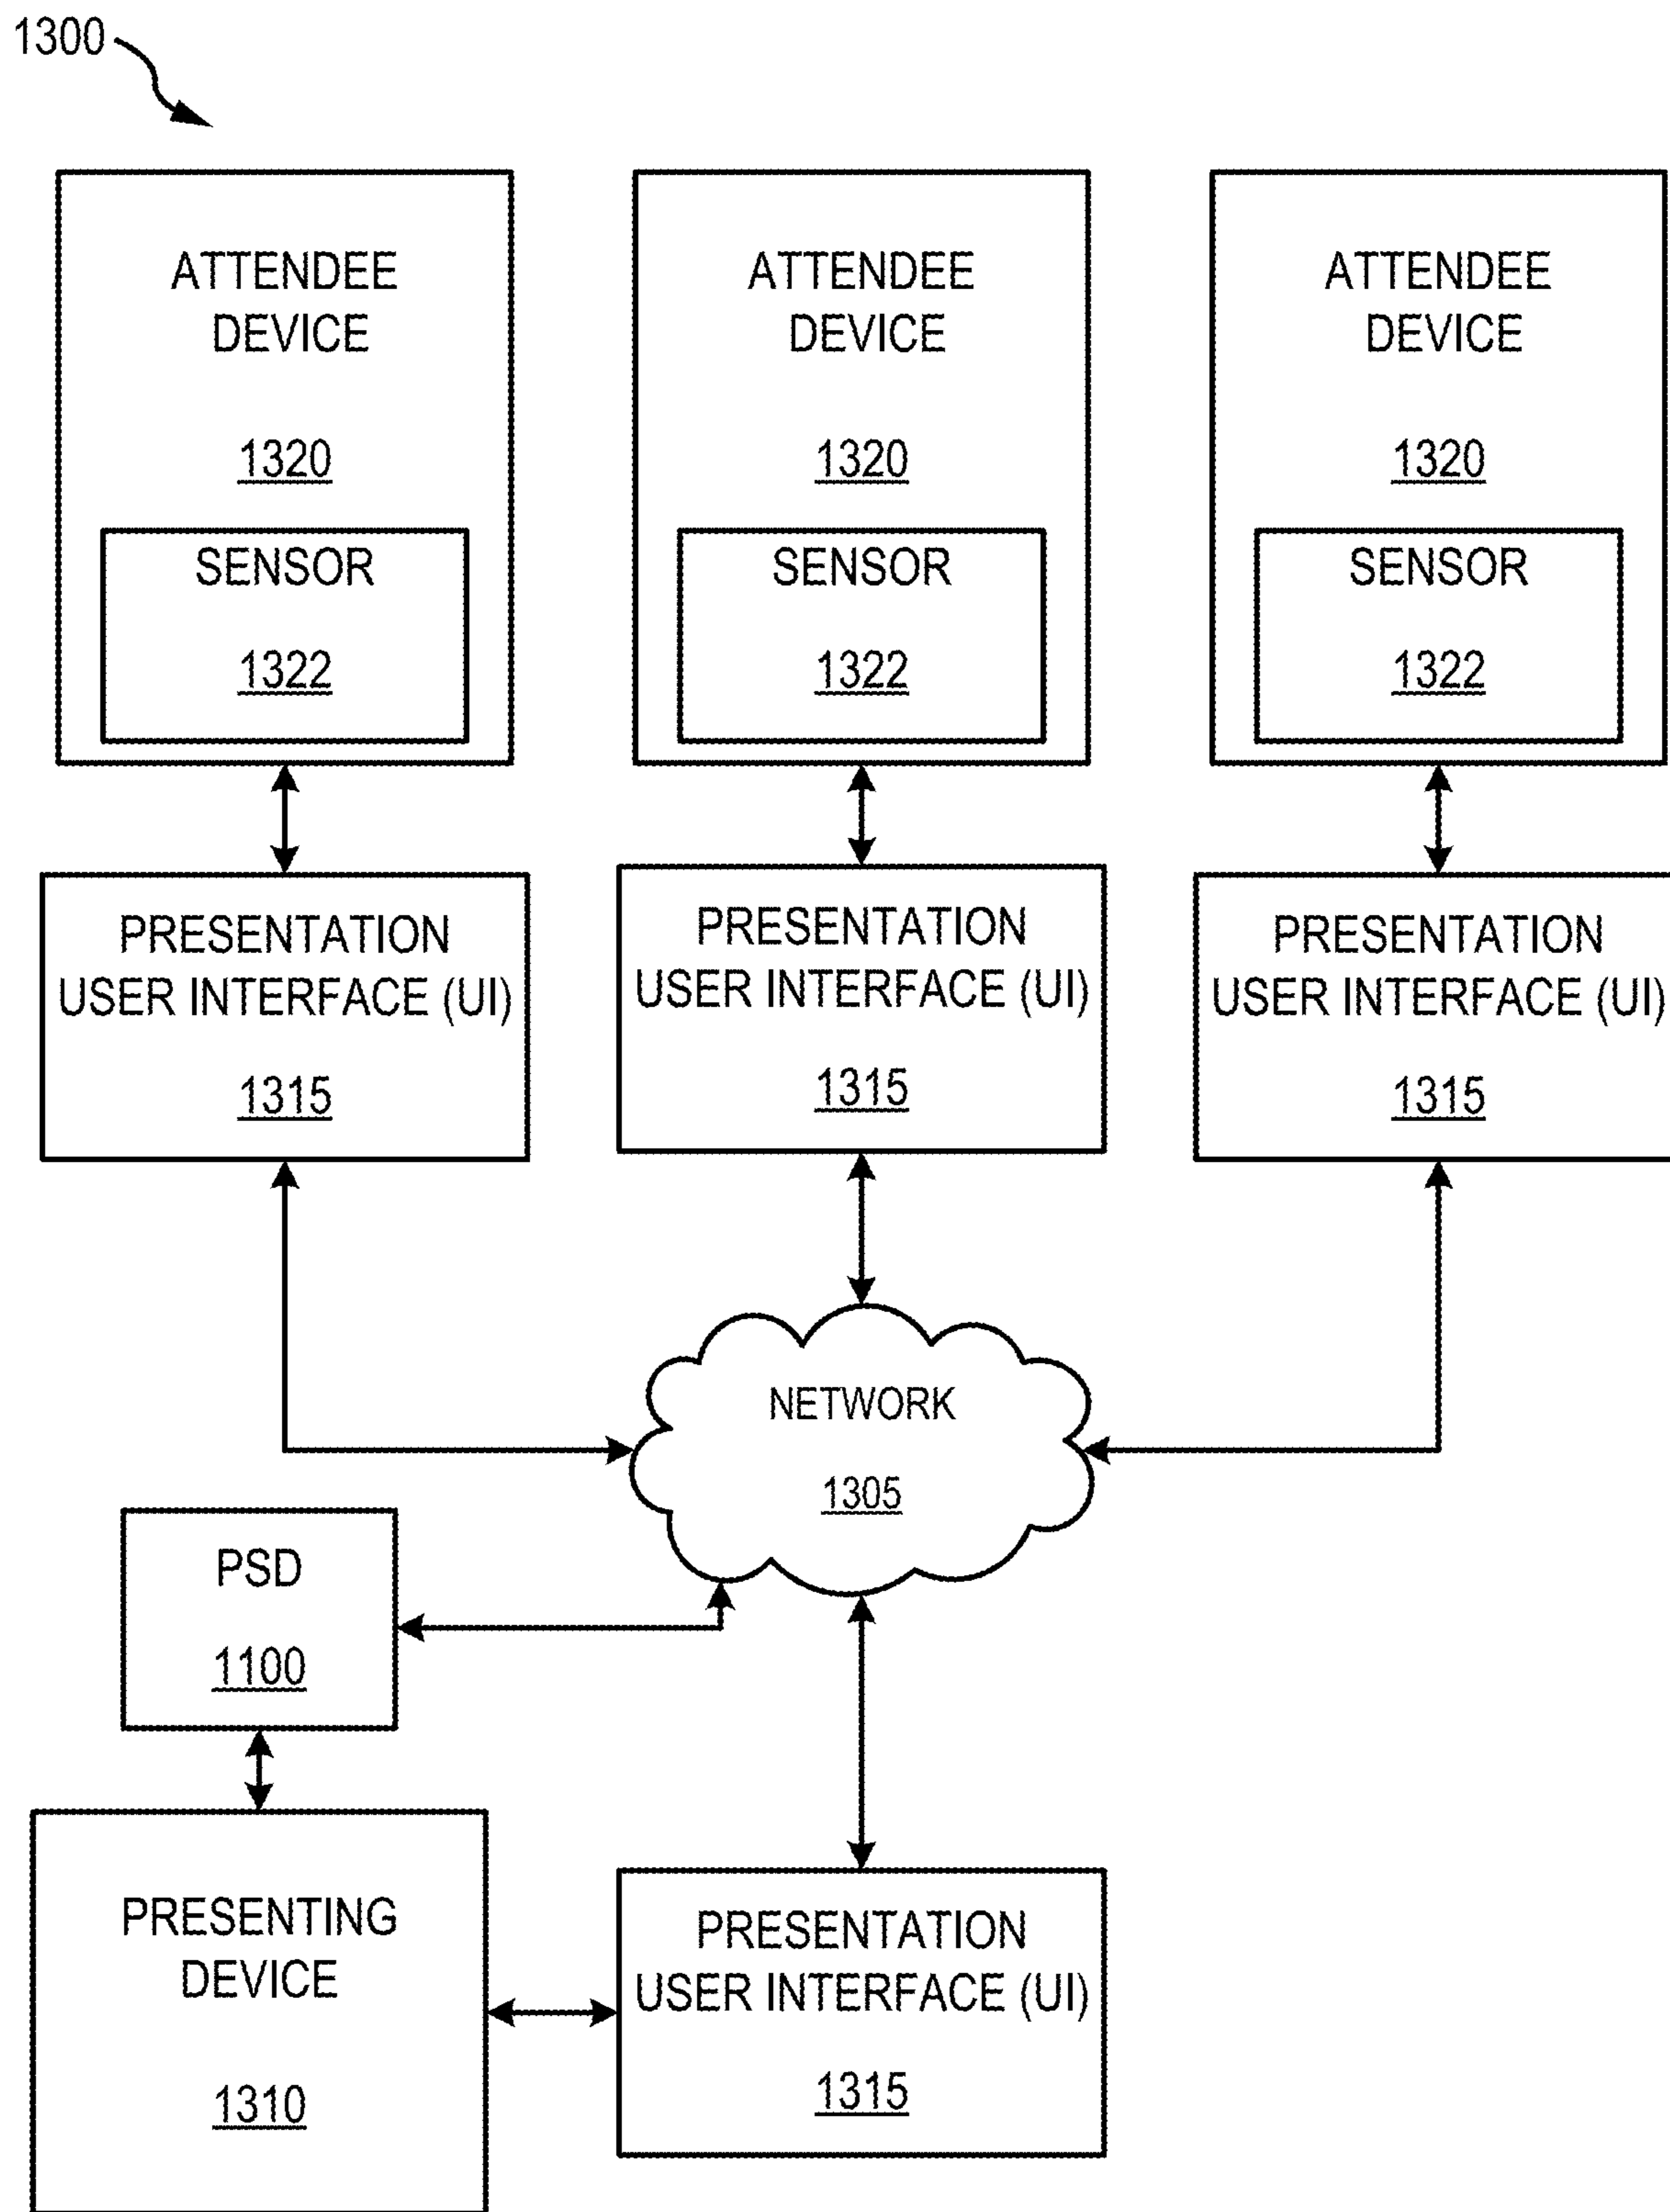 1300
ATTENDEE
DEVICE
1320
SENSOR
1322
ATTENDEE
DEVICE
1320
SENSOR
1322
ATTENDEE
DEVICE
1320
SENSOR
1322
PRESENTATION
USER INTERFACE (UI)
1315
PRESENTATION
USER INTERFACE (UI)
1315
PRESENTATION
USER INTERFACE (UI)
1315
NETWORK
1305
PSD
1100
PRESENTING
DEVICE
1310
PRESENTATION
USER INTERFACE (UI)
1315